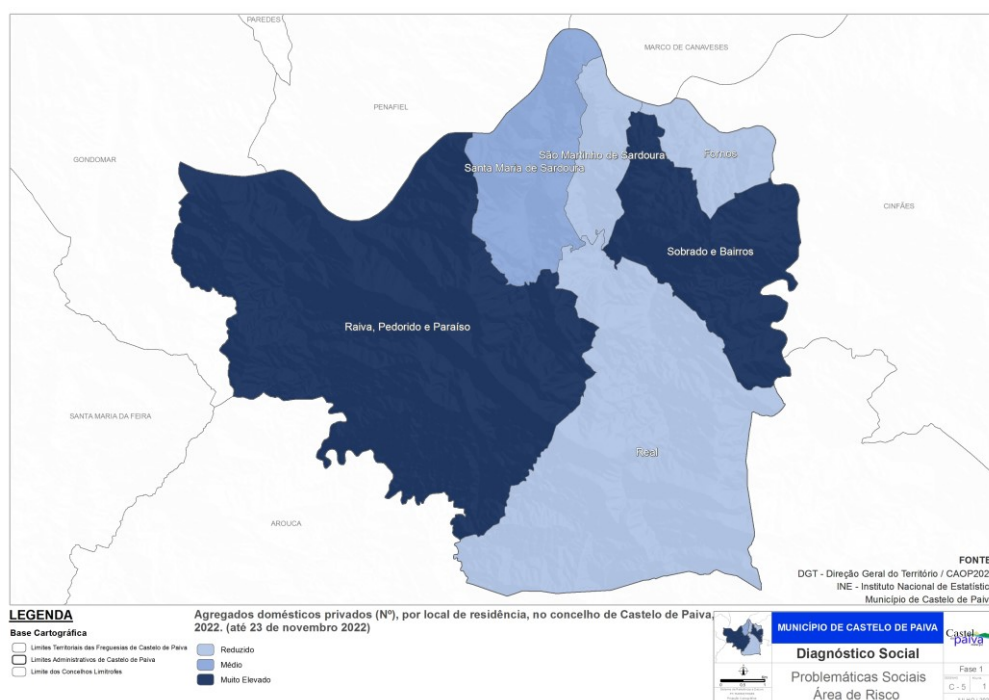 PAREDES
MARCO DE CANAVESES
PENAFIEL
GONDOMAR
São Martinho de Sardoura
Fornos
Santa Maria de Sardoura
CINFÃES
Sobrado e Bairros
Raiva, Pedorido e Paraíso
SANTA MARIA DA FEIRA
Real
AROUCA
FONTE
DGT - Direção Geral do Território / CAOP202
INE - Instituto Nacional de Estatístic
Município de Castelo de Paiv
LEGENDA
Base Cartográfica
Limites Territoriais das Freguesias de Castelo de Paiva
Limites Administrativos de Castelo de Paiva
Limite dos Concelhos Limítrofes
Agregados domésticos privados (Nº), por local de residência, no concelho de Castelo de Paiva,
2022. (até 23 de novembro 2022)
Reduzido
Médio
Muito Elevado
MUNICÍPIO DE CASTELO DE PAIVA
Diagnóstico Social
Problemáticas Sociais
Área de Risco
Castel
paiva
Fase 1
C - 5
1